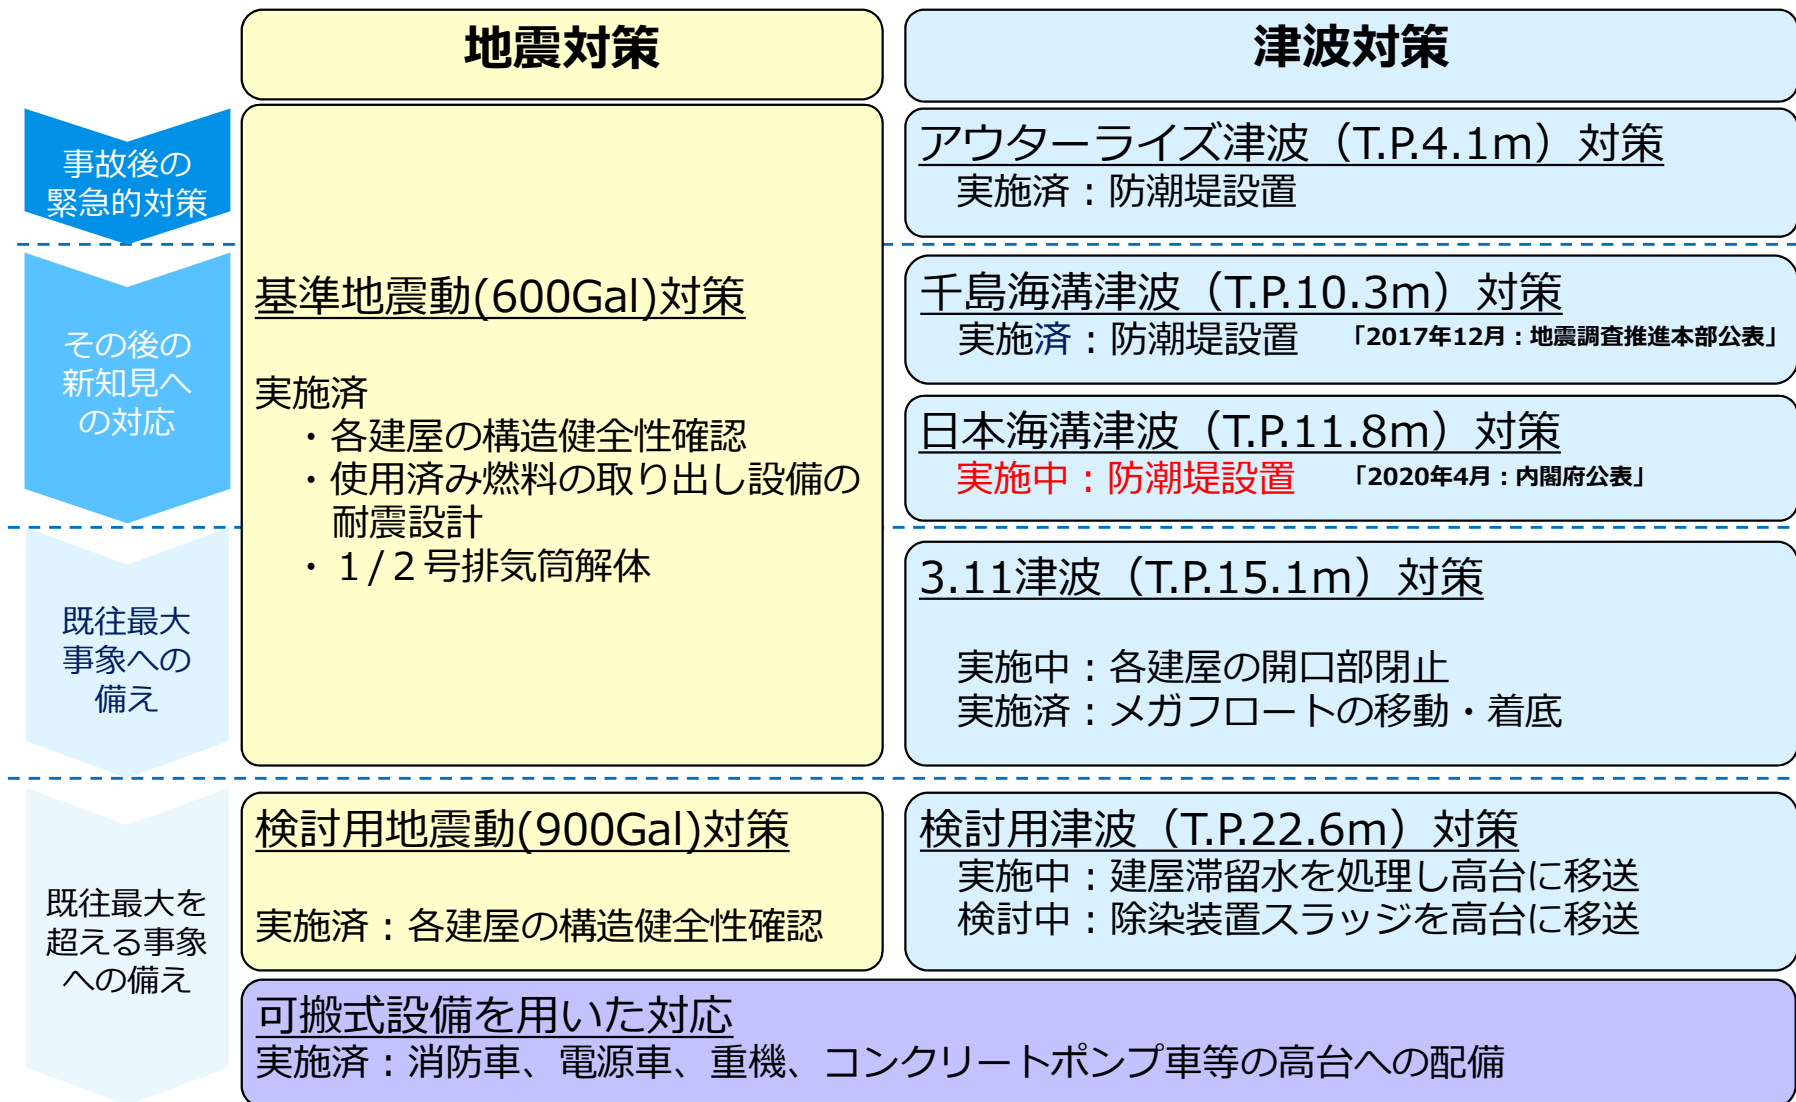 地震対策
津波対策
事故後の
緊急的対策
アウターライズ津波（T.P.4.1m）対策
実施済：防潮堤設置
その後の
新知見へ
の対応
基準地震動(600Gal)対策
実施済
・各建屋の構造健全性確認
・使用済み燃料の取り出し設備の
耐震設計
・１/２号排気筒解体
千島海溝津波（T.P.10.3m）対策
実施済：防潮堤設置 「2017年12月：地震調査推進本部公表」
日本海溝津波（T.P.11.8m）対策
実施中：防潮堤設置 「2020年4月：内閣府公表」
既往最大
事象への
備え
3.11津波（T.P.15.1m）対策
実施中：各建屋の開口部閉止
実施済：メガフロートの移動・着底
既往最大を
超える事象
への備え
検討用地震動(900Gal)対策
実施済：各建屋の構造健全性確認
検討用津波（T.P.22.6m）対策
実施中：建屋滞留水を処理し高台に移送
検討中：除染装置スラッジを高台に移送
可搬式設備を用いた対応
実施済：消防車、電源車、重機、コンクリートポンプ車等の高台への配備